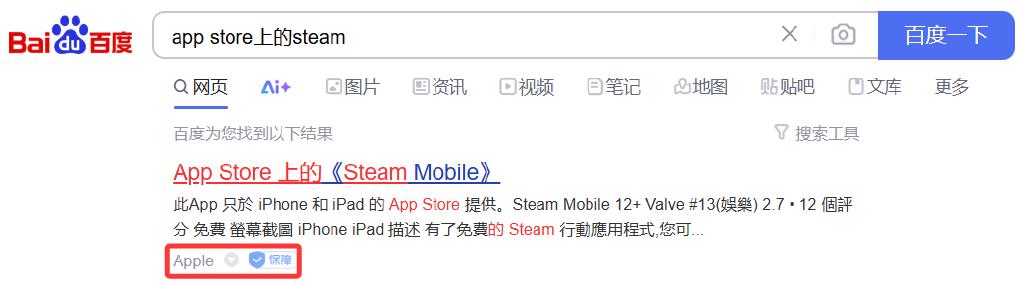 Bai du 百度 app store上的steam 百度一下
网页 Ai+ 图片 资讯 视频 笔记 地图 贴吧 文库 更多
百度为您找到以下结果 搜索工具
App Store 上的《Steam Mobile》
此App 只於 iPhone 和 iPad 的 App Store 提供。Steam Mobile 12+ Valve #13(娛樂) 2.7 • 12 個評
分 免費 螢幕截圖 iPhone iPad 描述 有了免費的 Steam 行動應用程式,您可...
Apple 保障